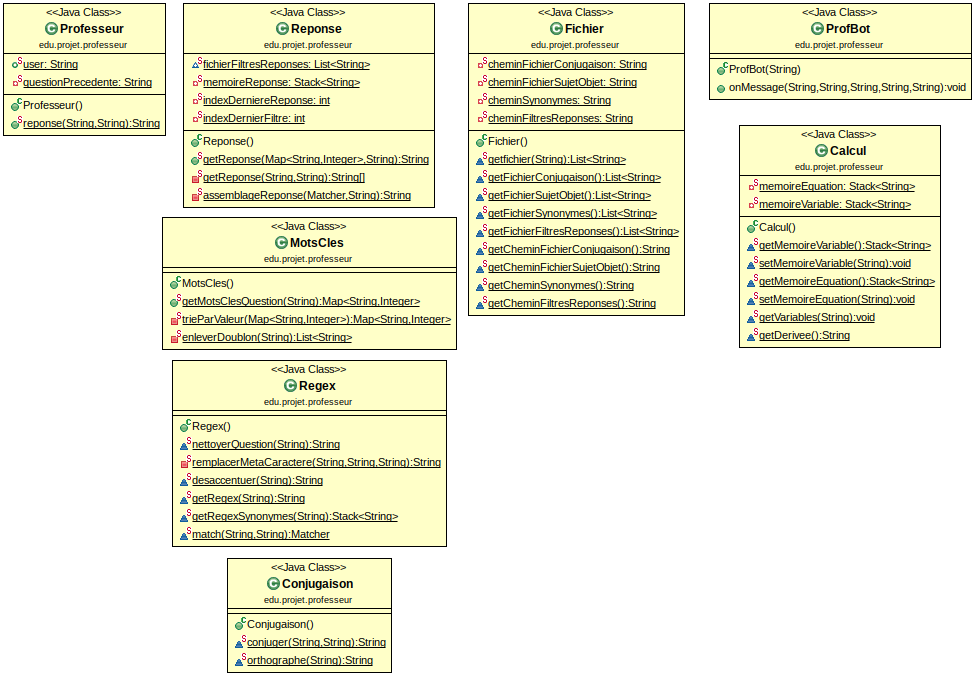 <<Java Class>>
Professeur
edu.projet.professeur
user: String
questionPrecedente: String
Professeur()
reponse(String,String):String
<<Java Class>>
Reponse
edu.projet.professeur
fichierFiltresReponses: List<String>
memoireReponse: Stack<String>
indexDerniereReponse: int
indexDernierFiltre: int
Reponse()
getReponse(Map<String,Integer>,String):String
getReponse(String,String):String[]
assemblageReponse(Matcher,String):String
<<Java Class>>
Fichier
edu.projet.professeur
cheminFichierConjugaison: String
cheminFichierSujetObjet: String
cheminSynonymes: String
cheminFiltresReponses: String
Fichier()
getfichier(String):List<String>
getFichierConjugaison():List<String>
getFichierSujetObjet():List<String>
getFichierSynonymes():List<String>
getFichierFiltresReponses():List<String>
getCheminFichierConjugaison():String
getCheminFichierSujetObjet():String
getCheminSynonymes():String
getCheminFiltresReponses():String
<<Java Class>>
ProfBot
edu.projet.professeur
ProfBot(String)
onMessage(String,String,String,String,String):void
<<Java Class>>
Calcul
edu.projet.professeur
memoireEquation: Stack<String>
memoireVariable: Stack<String>
Calcul()
getMemoireVariable():Stack<String>
setMemoireVariable(String):void
getMemoireEquation():Stack<String>
setMemoireEquation(String):void
getVariables(String):void
getDerivee():String
<<Java Class>>
MotsCles
edu.projet.professeur
MotsCles()
getMotsClesQuestion(String):Map<String,Integer>
trieParValeur(Map<String,Integer>):Map<String,Integer>
enleverDoublon(String):List<String>
<<Java Class>>
Regex
edu.projet.professeur
Regex()
nettoyerQuestion(String):String
remplacerMetaCaractere(String,String,String):String
desaccentuer(String):String
getRegex(String):String
getRegexSynonymes(String):Stack<String>
match(String,String):Matcher
<<Java Class>>
Conjugaison
edu.projet.professeur
Conjugaison()
conjuger(String,String):String
orthographe(String):String